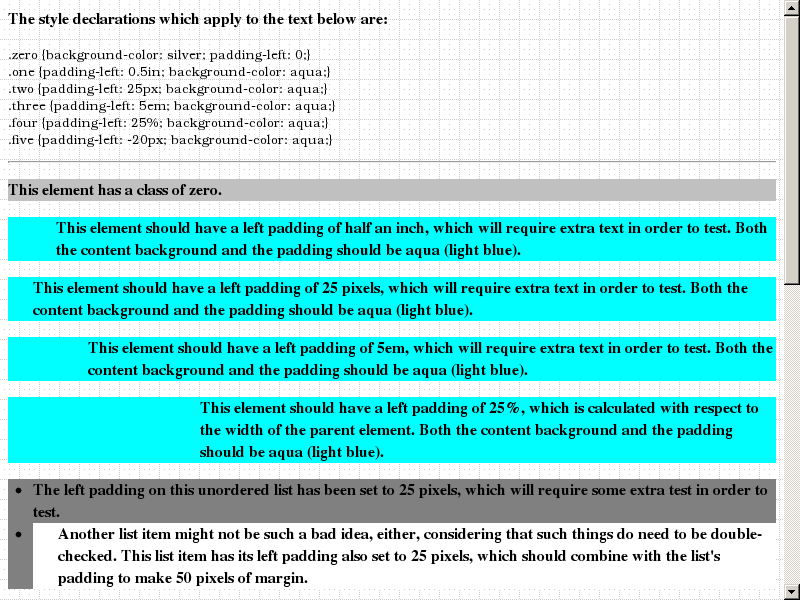 The style declarations which apply to the text below are:
.zero {background-color: silver; padding-left: 0;}
.one {padding-left: 0.5in; background-color: aqua;}
.two {padding-left: 25px; background-color: aqua;}
.three {padding-left: 5em; background-color: aqua;}
.four {padding-left: 25%; background-color: aqua;}
.five {padding-left: -20px; background-color: aqua;}
This element has a class of zero.
This element should have a left padding of half an inch, which will require extra text in order to test. Both
the content background and the padding should be aqua (light blue).
This element should have a left padding of 25 pixels, which will require extra text in order to test. Both the
content background and the padding should be aqua (light blue).
This element should have a left padding of 5em, which will require extra text in order to test. Both the
content background and the padding should be aqua (light blue).
This element should have a left padding of 25%, which is calculated with respect to
the width of the parent element. Both the content background and the padding
should be aqua (light blue).
• The left padding on this unordered list has been set to 25 pixels, which will require some extra test in order to
test.
• Another list item might not be such a bad idea, either, considering that such things do need to be double-
checked. This list item has its left padding also set to 25 pixels, which should combine with the list's
padding to make 50 pixels of margin.